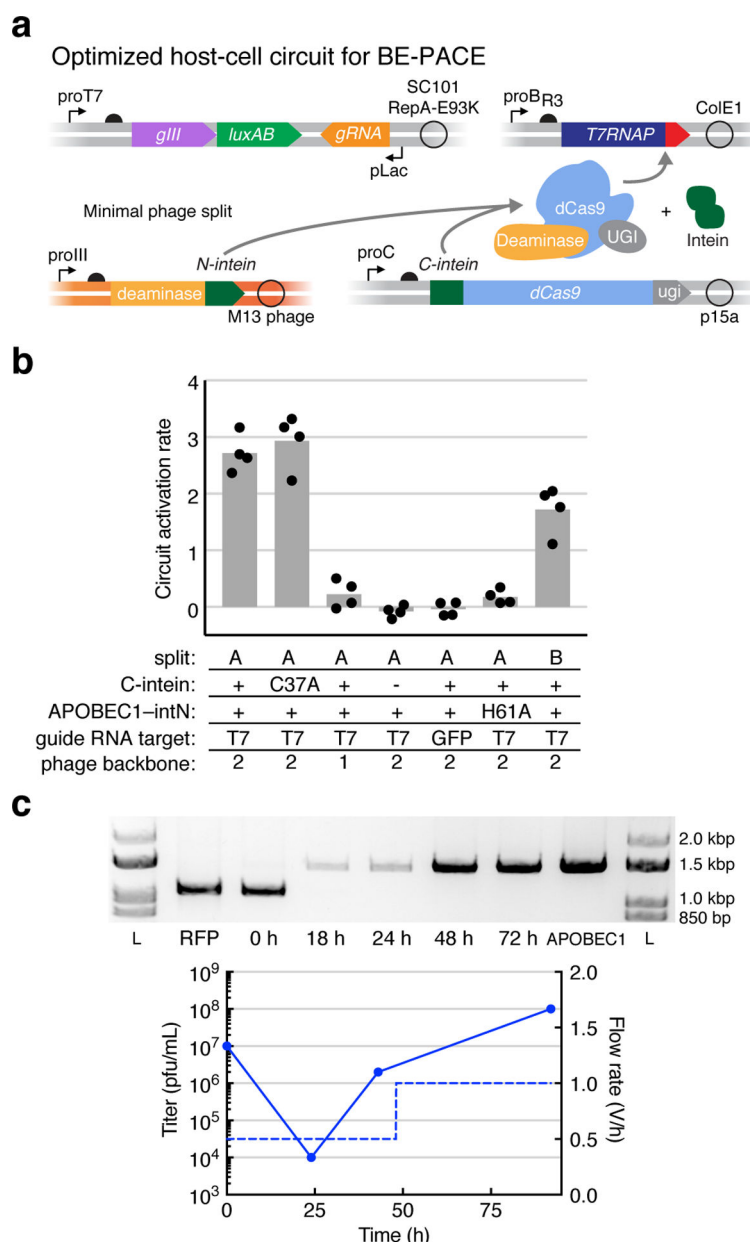 a
Optimized host-cell circuit for BE-PACE
proT7
SC101
RepA-E93K
proB
R3
ColE1
gIII
luxAB
gRNA
T7RNAP
pLac
Minimal phage split
dCas9
Deaminase
UGI
+
Intein
proIII
N-intein
proC
C-intein
deaminase
M13 phage
dCas9
ugi
p15a
b
Circuit activation rate
4
3
2
1
0
split: A A A A A A B
C-intein: + C37A + - + + +
APOBEC1–intN: + + + + + H61A +
guide RNA target: T7 T7 T7 T7 GFP T7 T7
phage backbone: 2 2 1 2 2 2 2
c
2.0 kbp
1.5 kbp
1.0 kbp
850 bp
L RFP 0 h 18 h 24 h 48 h 72 h APOBEC1 L
Titer (pfu/mL)
10⁹
10⁸
10⁷
10⁶
10⁵
10⁴
10³
2.0
1.5
1.0
0.5
0.0
Flow rate (V/h)
0 25 50 75
Time (h)